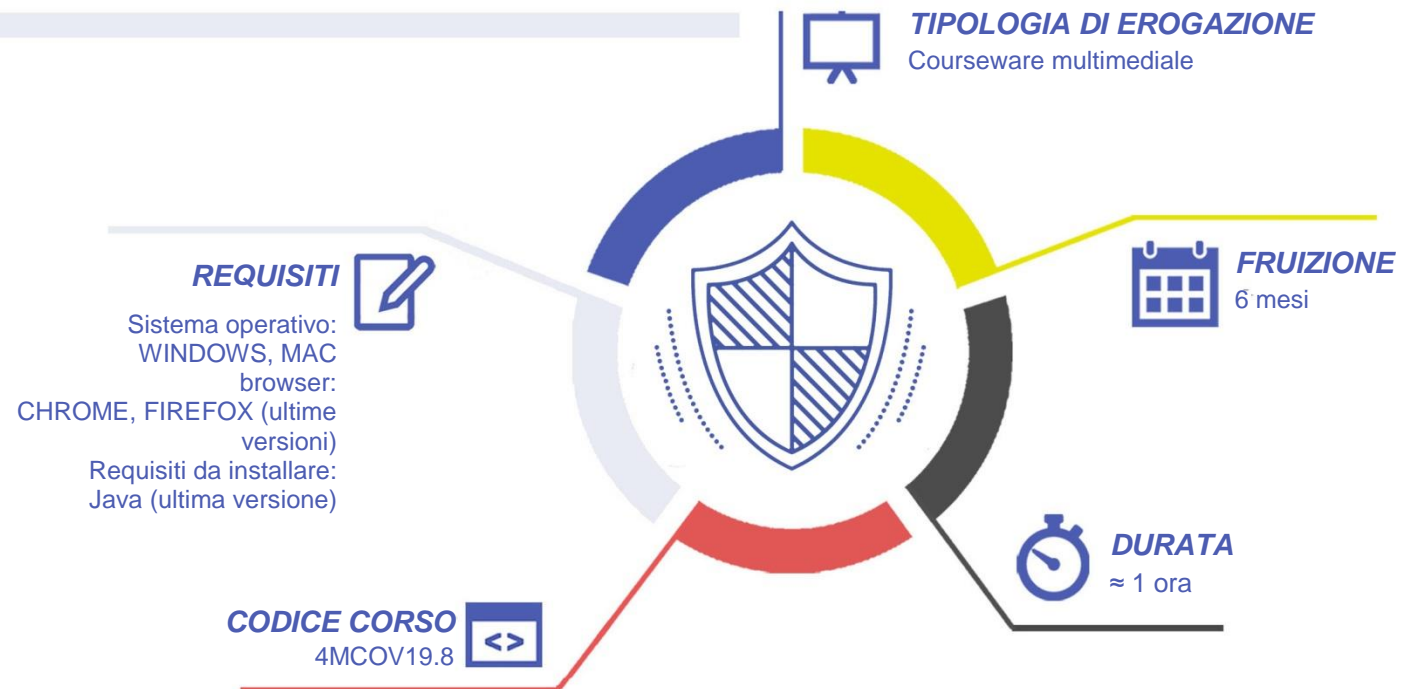 TIPOLOGIA DI EROGAZIONE
Courseware multimediale
FRUIZIONE
6 mesi
REQUISITI
Sistema operativo:
WINDOWS, MAC
browser:
CHROME, FIREFOX (ultime
versioni)
Requisiti da installare:
Java (ultima versione)
DURATA
≈ 1 ora
CODICE CORSO
4MCOV19.8